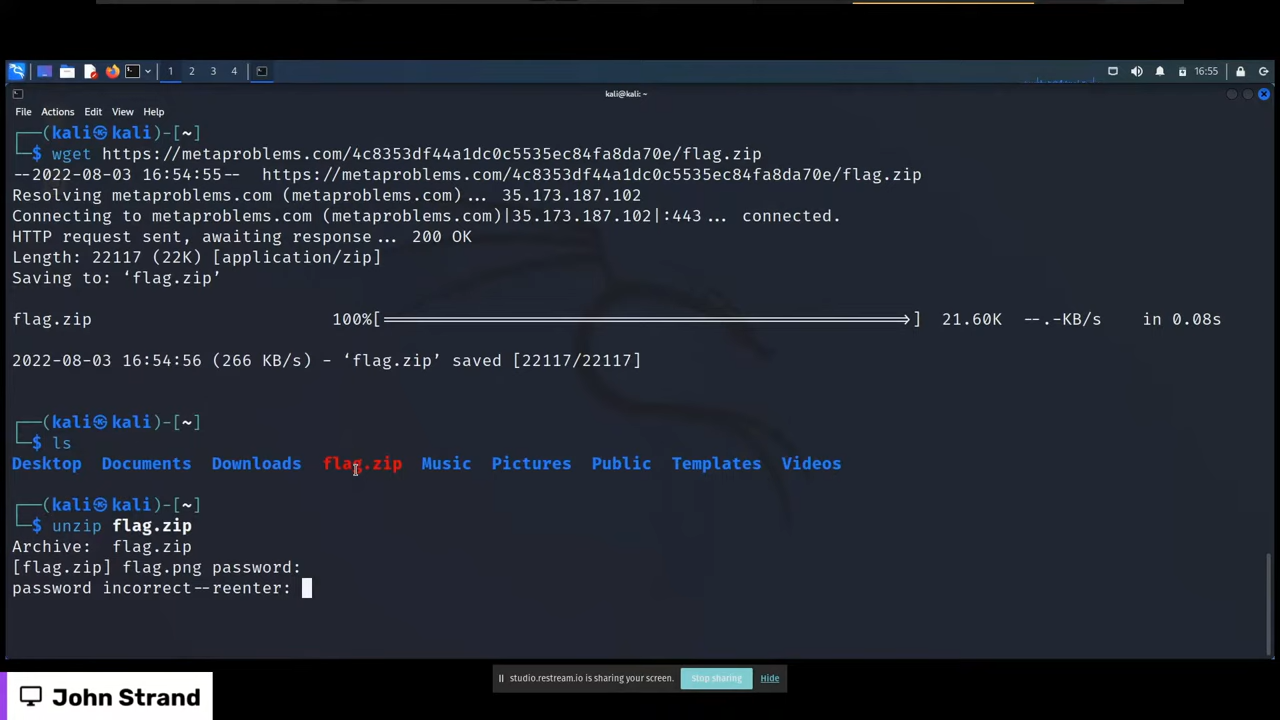 1 2 3 4
16:55
kali@kali: ~
File Actions Edit View Help
┌──(kali㉿kali)-[~]
└─$ wget https://metaproblems.com/4c8353df44a1dc0c5535ec84fa8da70e/flag.zip
--2022-08-03 16:54:55-- https://metaproblems.com/4c8353df44a1dc0c5535ec84fa8da70e/flag.zip
Resolving metaproblems.com (metaproblems.com)... 35.173.187.102
Connecting to metaproblems.com (metaproblems.com)|35.173.187.102|:443... connected.
HTTP request sent, awaiting response... 200 OK
Length: 22117 (22K) [application/zip]
Saving to: ‘flag.zip’
flag.zip 100%[===================>] 21.60K --.-KB/s in 0.08s
2022-08-03 16:54:56 (266 KB/s) - ‘flag.zip’ saved [22117/22117]
┌──(kali㉿kali)-[~]
└─$ ls
Desktop Documents Downloads flag.zip Music Pictures Public Templates Videos
┌──(kali㉿kali)-[~]
└─$ unzip flag.zip
Archive: flag.zip
[flag.zip] flag.png password:
password incorrect--reenter:
studio.restream.io is sharing your screen. Stop sharing Hide
John Strand